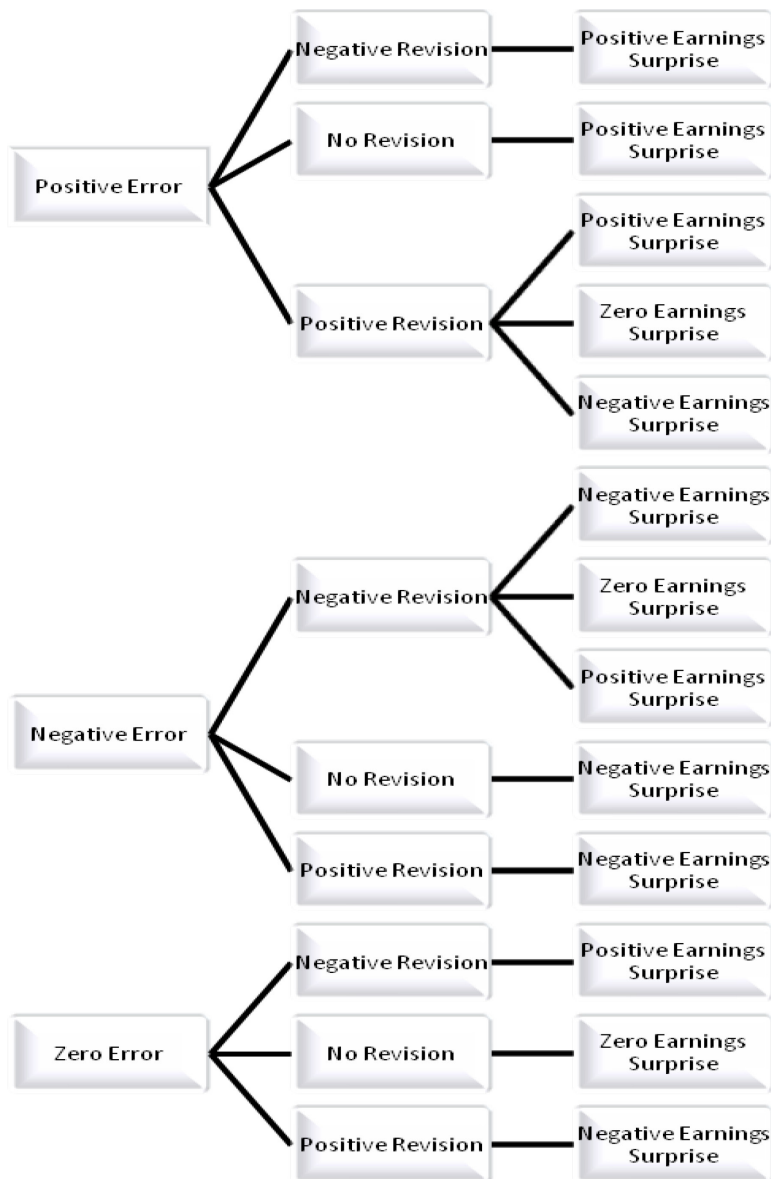 Negative Revision
Positive Earnings
Surprise
No Revision
Positive Earnings
Surprise
Positive Error
Positive Earnings
Surprise
Positive Revision
Zero Earnings
Surprise
Negative Earnings
Surprise
Negative Earnings
Surprise
Negative Revision
Zero Earnings
Surprise
Positive Earnings
Surprise
Negative Error
No Revision
Negative Earnings
Surprise
Positive Revision
Negative Earnings
Surprise
Negative Revision
Positive Earnings
Surprise
Zero Error
No Revision
Zero Earnings
Surprise
Positive Revision
Negative Earnings
Surprise